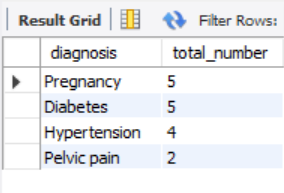 Result Grid Filter Rows:
diagnosis total_number
Pregnancy 5
Diabetes 5
Hypertension 4
Pelvic pain 2